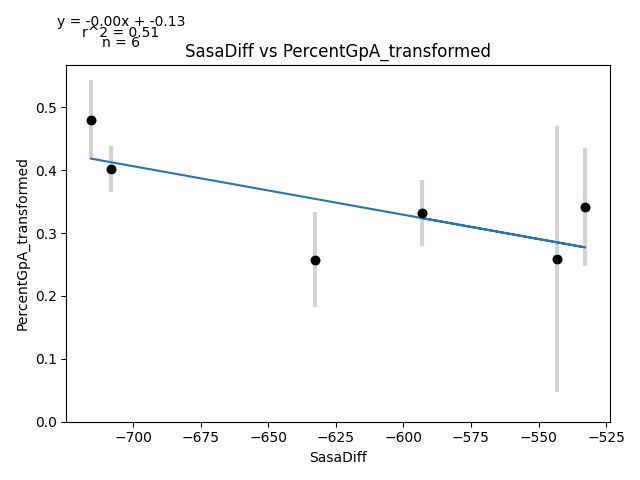 y = -0.00x + -0.13
r^2 = 0.51
n = 6
SasaDiff vs PercentGpA_transformed
PercentGpA_transformed
0.5
0.4
0.3
0.2
0.1
0.0
−700
−675
−650
−625
−600
−575
−550
−525
SasaDiff